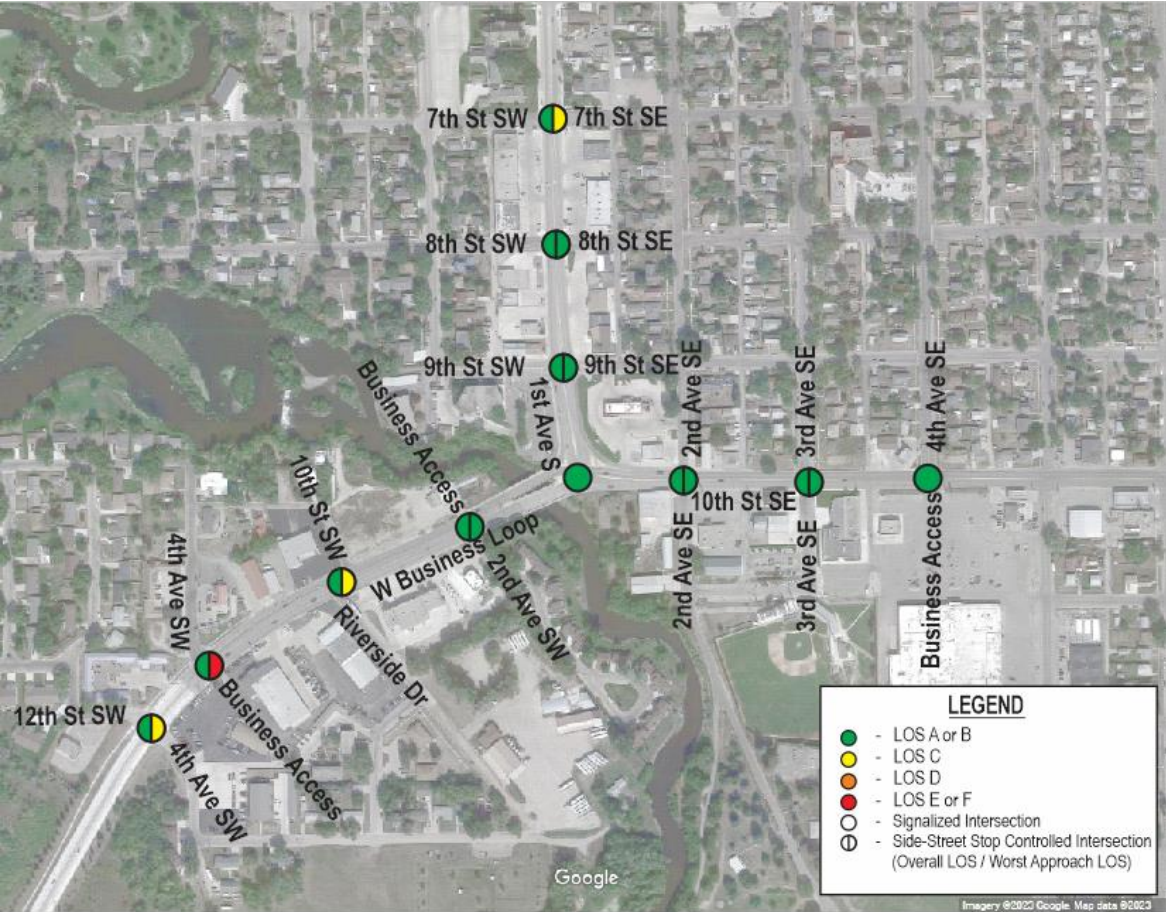 7th St SW
7th St SE
8th St SW
8th St SE
9th St SW
9th St SE
1st Ave S
Business Access
2nd Ave SE
3rd Ave SE
4th Ave SE
10th St SE
2nd Ave SE
3rd Ave SE
Business Access
10th St SW
W Business Loop
2nd Ave SW
Riverside Dr
4th Ave SW
Business Access
12th St SW
4th Ave SW
LEGEND
- LOS A or B
- LOS C
- LOS D
- LOS E or F
- Signalized Intersection
- Side-Street Stop Controlled Intersection
(Overall LOS / Worst Approach LOS)
Google
Imagery ©2023 Google, Map data ©2023